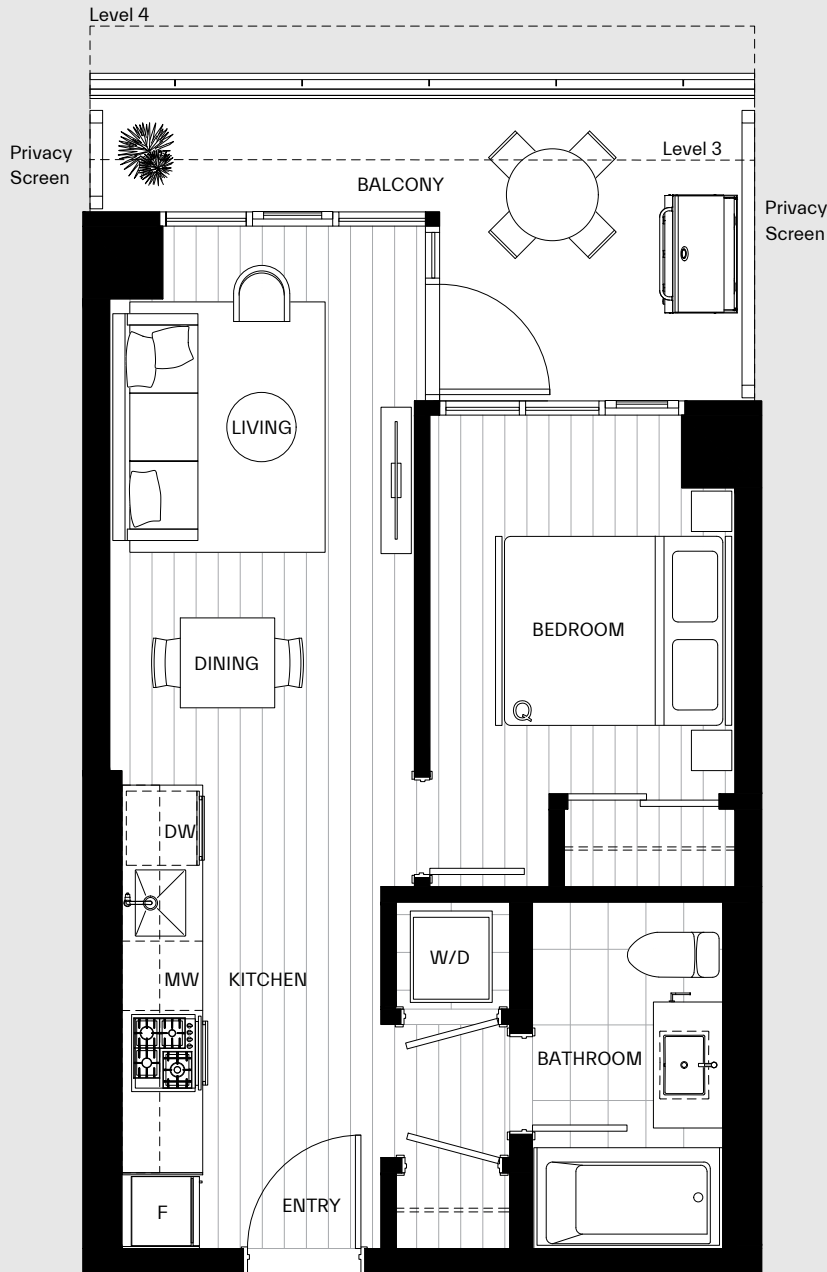 Level 4
Level 3
Privacy
Screen
BALCONY
Privacy
Screen
LIVING
BEDROOM
DINING
DW
W/D
MW
KITCHEN
BATHROOM
ENTRY
F